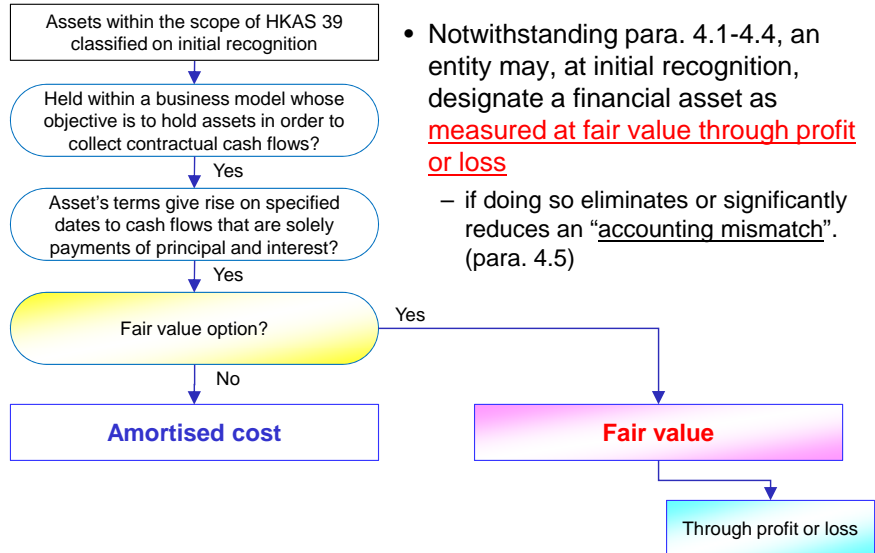 Assets within the scope of HKAS 39
classified on initial recognition
Held within a business model whose
objective is to hold assets in order to
collect contractual cash flows?
Yes
Asset's terms give rise on specified
dates to cash flows that are solely
payments of principal and interest?
Yes
Fair value option?
Yes
No
Amortised cost
Fair value
Through profit or loss
• Notwithstanding para. 4.1-4.4, an
entity may, at initial recognition,
designate a financial asset as
measured at fair value through profit
or loss
– if doing so eliminates or significantly
reduces an “accounting mismatch”.
(para. 4.5)